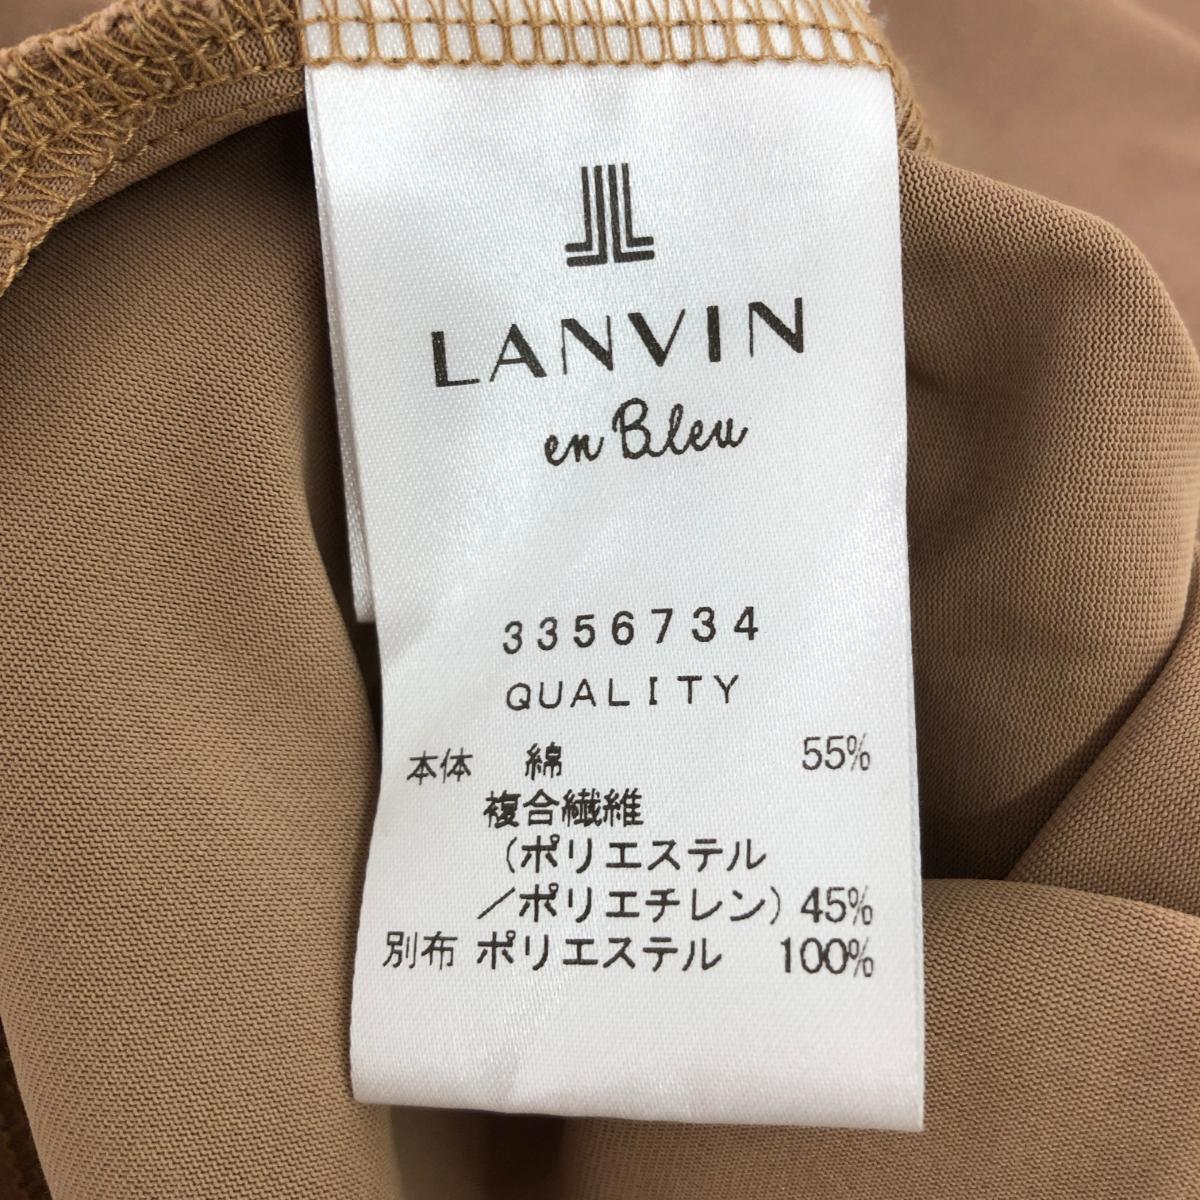 LANVIN
en Bleu
3356734
QUALITY
本体 綿 55%
複合繊維
(ポリエステル
/ポリエチレン) 45%
別布 ポリエステル 100%